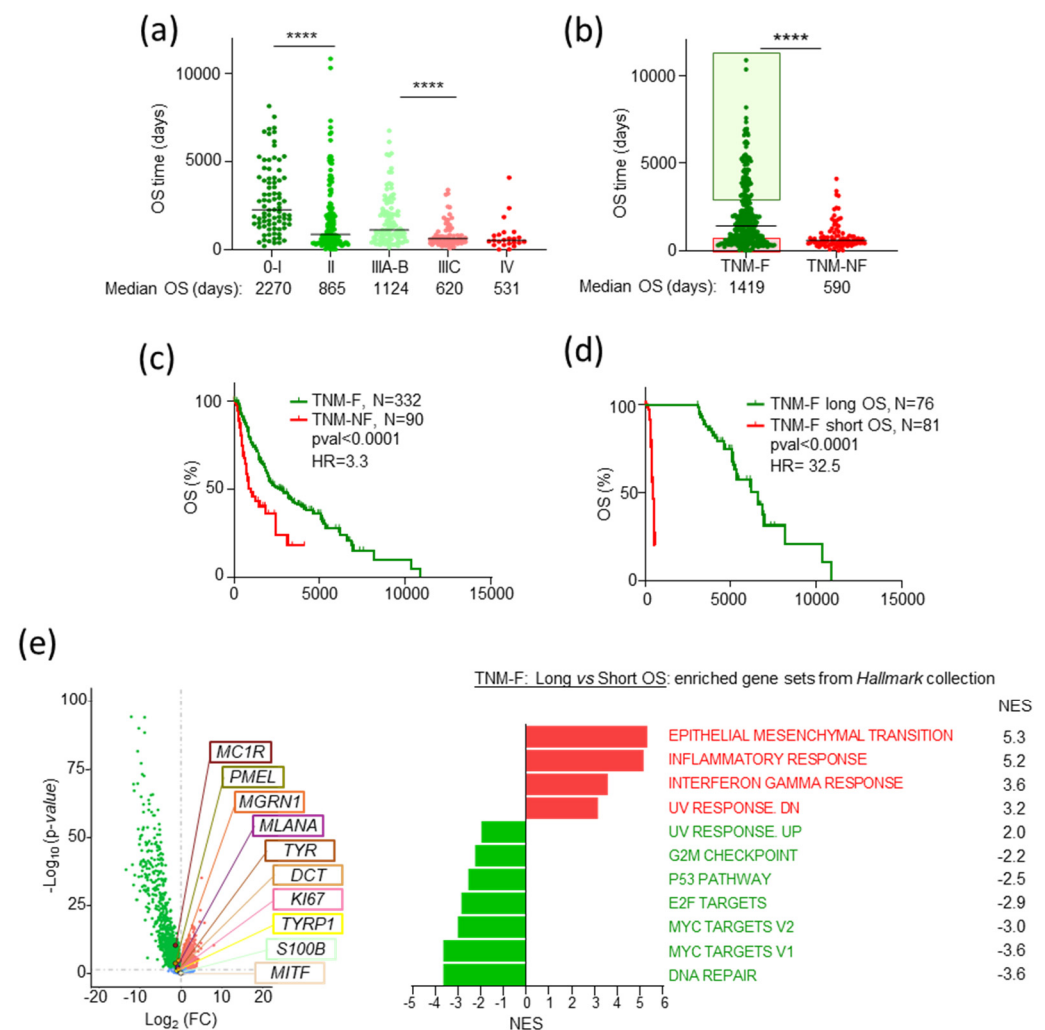 (a)
****
****
10000
5000
0
OS time (days)
0-I II IIIA-B IIIC IV
Median OS (days): 2270 865 1124 620 531
(b)
****
10000
5000
0
OS time (days)
TNM-F TNM-NF
Median OS (days): 1419 590
(c)
100
50
0
OS (%)
TNM-F, N=332
TNM-NF, N=90
pval<0.0001
HR=3.3
0 5000 10000 15000
(d)
100
50
0
OS (%)
TNM-F long OS, N=76
TNM-F short OS, N=81
pval<0.0001
HR= 32.5
0 5000 10000 15000
(e)
100
75
50
25
0
-Log10 (p-value)
MC1R
PMEL
MGRN1
MLANA
TYR
DCT
KI67
TYRP1
S100B
MITF
-20 -10 0 10 20
Log2 (FC)
TNM-F: Long vs Short OS: enriched gene sets from Hallmark collection
NES
EPITHELIAL MESENCHYMAL TRANSITION 5.3
INFLAMMATORY RESPONSE 5.2
INTERFERON GAMMA RESPONSE 3.6
UV RESPONSE. DN 3.2
UV RESPONSE. UP 2.0
G2M CHECKPOINT -2.2
P53 PATHWAY -2.5
E2F TARGETS -2.9
MYC TARGETS V2 -3.0
MYC TARGETS V1 -3.6
DNA REPAIR -3.6
-5 -4 -3 -2 -1 0 1 2 3 4 5 6
NES